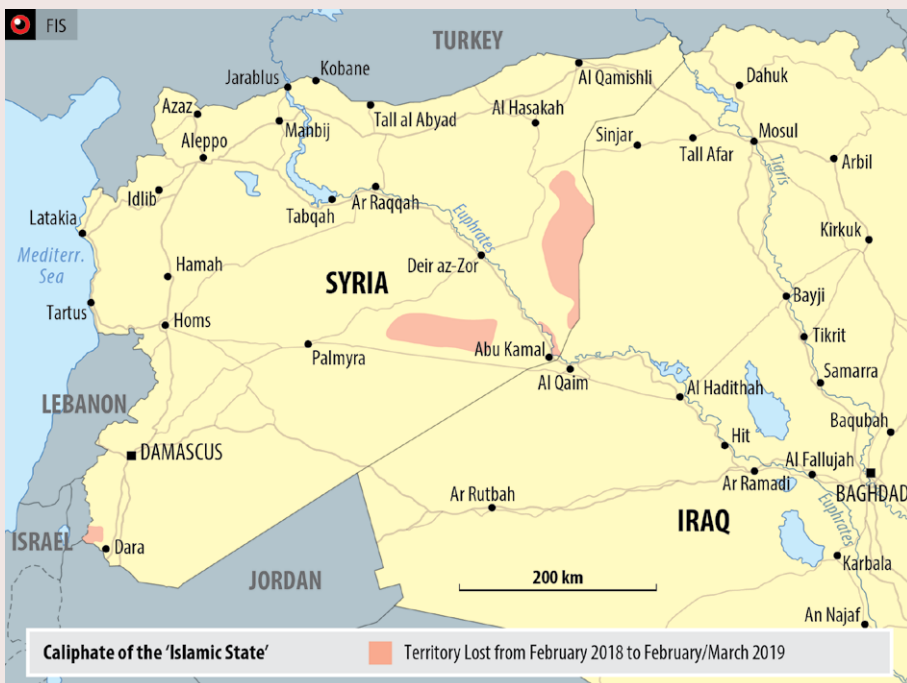 FIS
TURKEY
Kobane
Jarablus
Al Qamishli
Dahuk
Azaz
Manbij
Tall al Abyad
Al Hasakah
Sinjar
Tall Afar
Mosul
Aleppo
Arbil
Idlib
Tabqah
Ar Raqqah
Tigris
Latakia
Euphrates
Kirkuk
Mediterr.
Sea
Hamah
Deir az-Zor
SYRIA
Bayji
Tartus
Homs
Palmyra
Abu Kamal
Tikrit
Al Qaim
Samarra
LEBANON
Al Hadithah
Baqubah
DAMASCUS
Hit
Al Fallujah
Ar Ramadi
BAGHDAD
Ar Rutbah
Euphrates
IRAQ
ISRAEL
Dara
JORDAN
200 km
Karbala
An Najaf
Caliphate of the 'Islamic State'
Territory Lost from February 2018 to February/March 2019